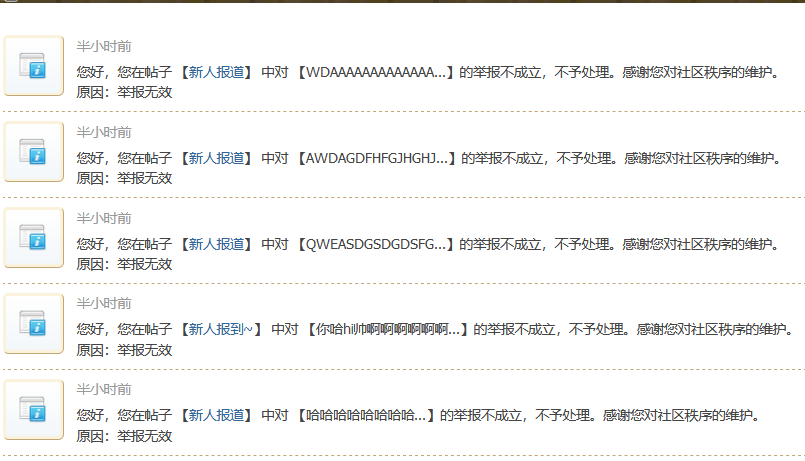 半小时前
您好，您在帖子 【新人报道】 中对 【WDAAAAAAAAAAAAA...】的举报不成立，不予处理。感谢您对社区秩序的维护。
原因：举报无效
半小时前
您好，您在帖子 【新人报道】 中对 【AWDAGDFHFGJHGHJ...】的举报不成立，不予处理。感谢您对社区秩序的维护。
原因：举报无效
半小时前
您好，您在帖子 【新人报道】 中对 【QWEASDGSDGDSFG...】的举报不成立，不予处理。感谢您对社区秩序的维护。
原因：举报无效
半小时前
您好，您在帖子 【新人报到~】 中对 【你哈hi帅啊啊啊啊啊啊...】的举报不成立，不予处理。感谢您对社区秩序的维护。
原因：举报无效
半小时前
您好，您在帖子 【新人报道】 中对 【哈哈哈哈哈哈哈哈...】的举报不成立，不予处理。感谢您对社区秩序的维护。
原因：举报无效